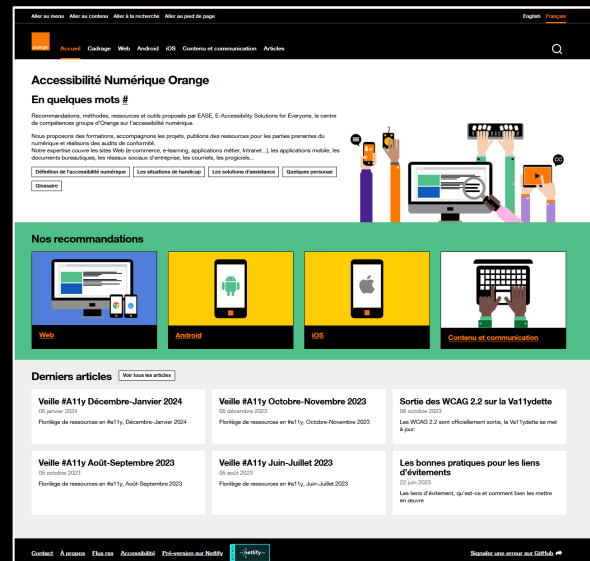 Aller au menu Aller au contenu Aller à la recherche Aller au pied de page English Français
orange Accueil Cadrage Web Android iOS Contenu et communication Articles
Accessibilité Numérique Orange
En quelques mots #
Recommandations, méthodes, ressources et outils proposés par EASE, E-Accessibility Solutions for Everyone, le centre
de compétences groupe d'Orange sur l'accessibilité numérique.
Nous proposons des formations, accompagnons les projets, publions des ressources pour les parties prenantes du
numérique et réalisons des audits de conformité.
Notre expertise couvre les sites Web (e-commerce, e-learning, applications métier, Intranet...), les applications mobile, les
documents bureautiques, les réseaux sociaux d'entreprise, les courriels, les progiciels...
Définition de l'accessibilité numérique Les situations de handicap Les solutions d'assistance Quelques personae
Glossaire
CC
Nos recommandations
Web Android iOS Contenu et communication
Derniers articles Voir tous les articles
Veille #A11y Décembre-Janvier 2024
05 janvier 2024
Florilège de ressources en #a11y, Décembre-Janvier 2024
Veille #A11y Octobre-Novembre 2023
05 décembre 2023
Florilège de ressources en #a11y, Octobre-Novembre 2023
Sortie des WCAG 2.2 sur la Va11ydette
06 octobre 2023
Les WCAG 2.2 sont officiellement sortis, la Va11ydette se met
à jour.
Veille #A11y Août-Septembre 2023
05 octobre 2023
Florilège de ressources en #a11y, Août-Septembre 2023
Veille #A11y Juin-Juillet 2023
05 août 2023
Florilège de ressources en #a11y, Juin-Juillet 2023
Les bonnes pratiques pour les liens
d'évitements
22 juin 2023
Les liens d'évitement, qu'est-ce et comment bien les mettre
en œuvre
Contact À propos Flux rss Accessibilité Pré-version sur Netlify netlify Signaler une erreur sur GitHub